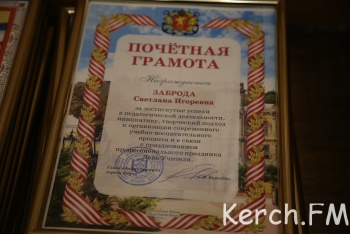 ПОЧЁТНАЯ
ГРАМОТА
Награждается
ЗАБРОДА
Светлана Игоревна
за достигнутые успехи
в педагогической деятельности,
инициативу, творческий подход
к организации современного
учебно-воспитательного
процесса и в связи
с празднованием
профессионального праздника
День Учителя
Kerch.FM